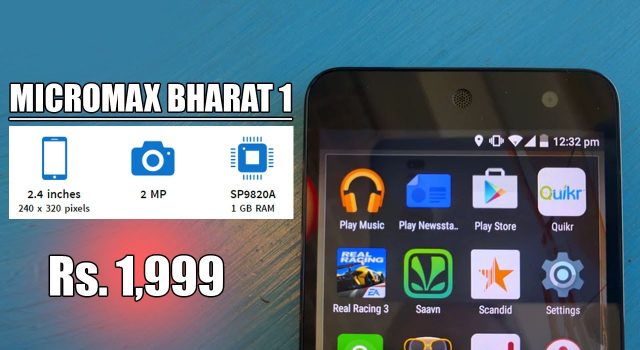 MICROMAX BHARAT 1
2.4 inches
240 x 320 pixels
2 MP
SP9820A
1 GB RAM
Rs. 1,999
12:32 pm
Play Music
Play Newssta..
Play Store
Quikr
Quikr
REAL
RACING
3
EA
Real Racing 3
Saavn
Scandid
Settings